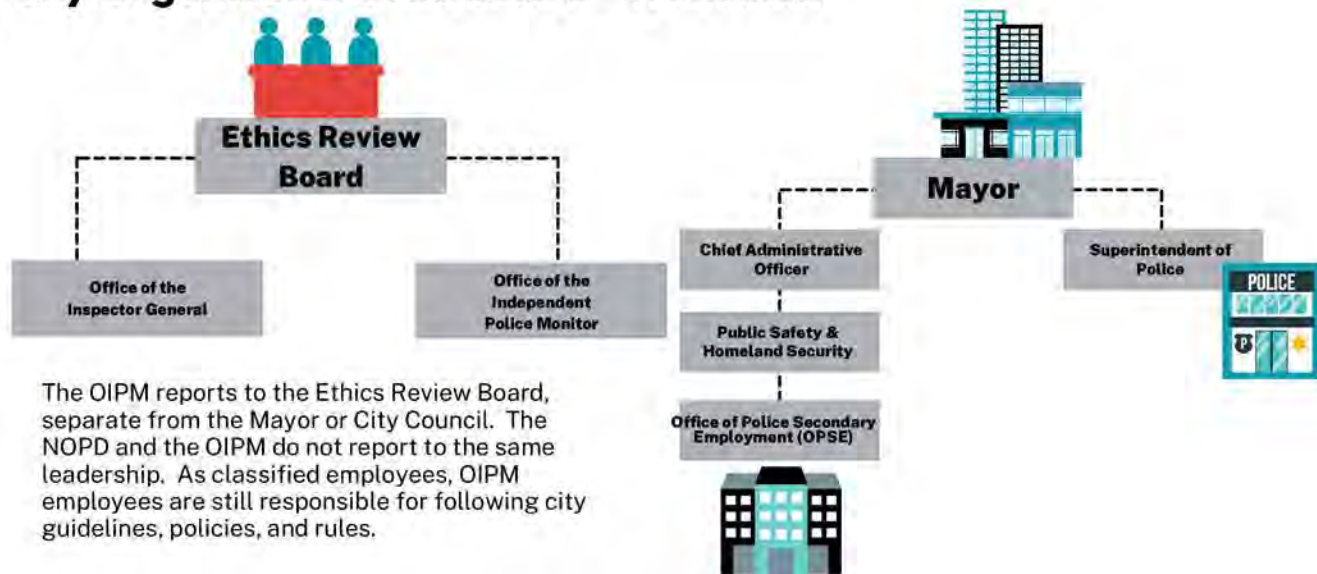 Ethics Review
Board
Mayor
Office of the
Inspector General
Office of the
Independent
Police Monitor
Chief Administrative
Officer
Superintendent of
Police
POLICE
P
Public Safety &
Homeland Security
Office of Police Secondary
Employment (OPSE)
The OIPM reports to the Ethics Review Board,
separate from the Mayor or City Council. The
NOPD and the OIPM do not report to the same
leadership. As classified employees, OIPM
employees are still responsible for following city
guidelines, policies, and rules.